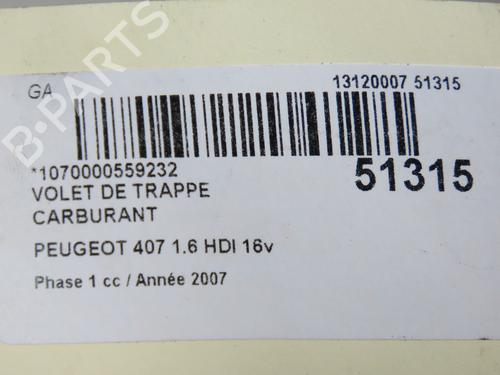 13120007 51315
GA
*1070000559232
51315
VOLET DE TRAPPE
CARBURANT
PEUGEOT 407 1.6 HDI 16v
Phase 1 cc / Année 2007
B-PARTS